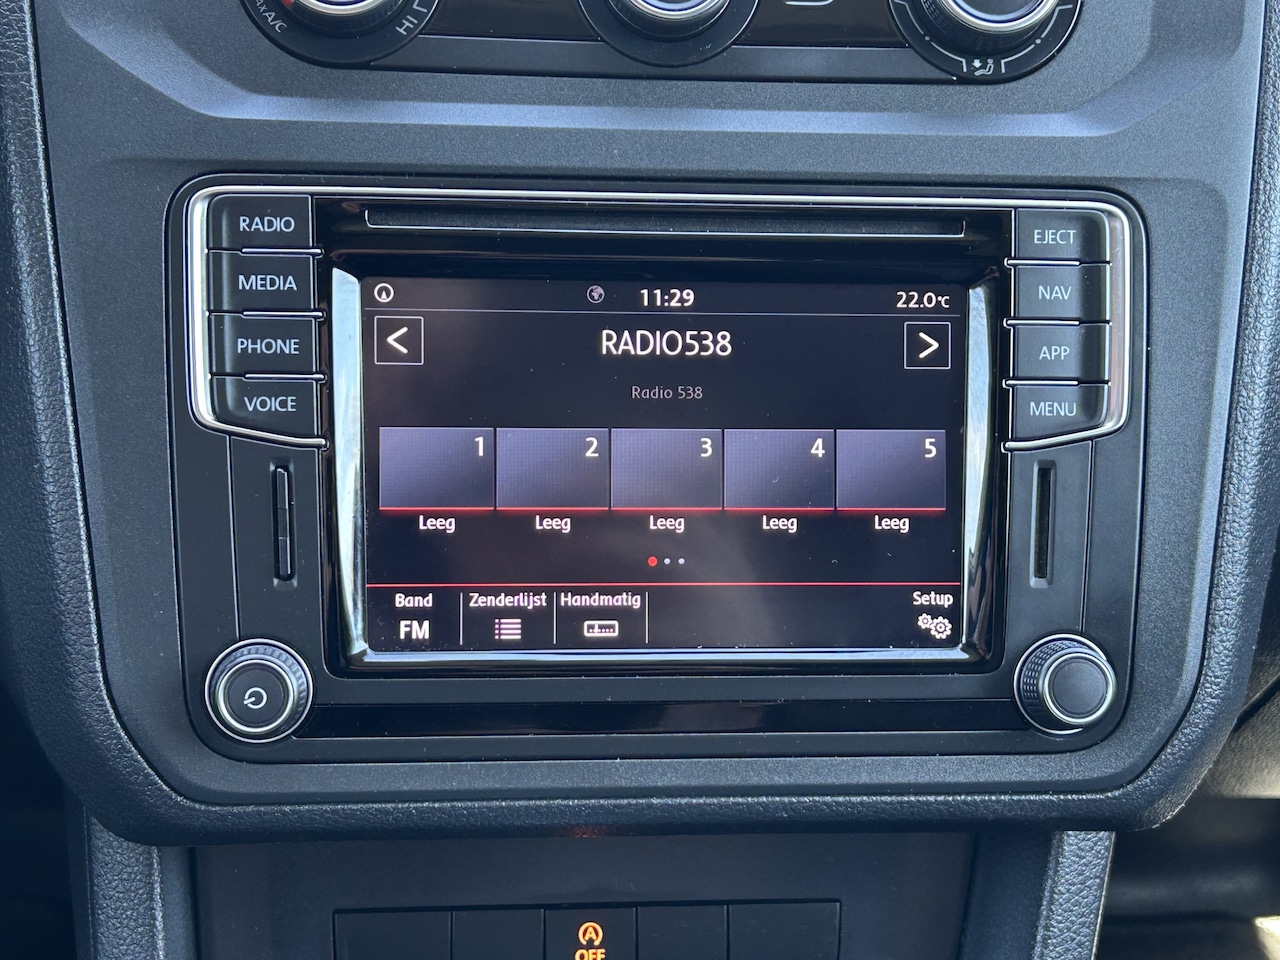 MAX A/C
HI
RADIO
MEDIA
PHONE
VOICE
EJECT
NAV
APP
MENU
11:29
22.0°C
<
RADIO538
>
Radio 538
1
2
3
4
5
Leeg
Leeg
Leeg
Leeg
Leeg
Band
FM
Zenderlijst
Handmatig
Setup
A
OFF